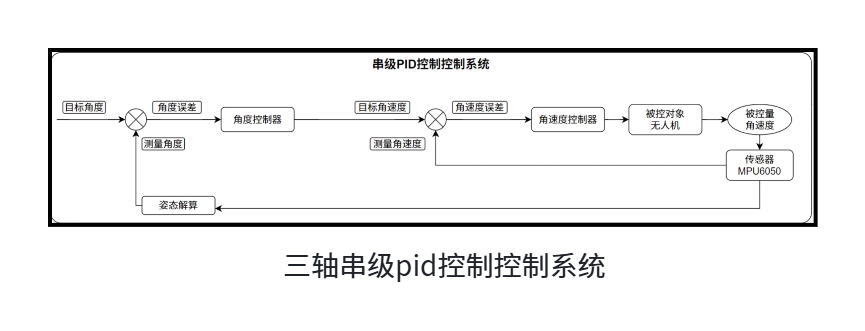 串级PID控制控制系统
目标角度
角度误差
角度控制器
目标角速度
角速度误差
角速度控制器
被控对象
无人机
被控量
角速度
测量角度
测量角速度
传感器
MPU6050
姿态解算
三轴串级pid控制控制系统